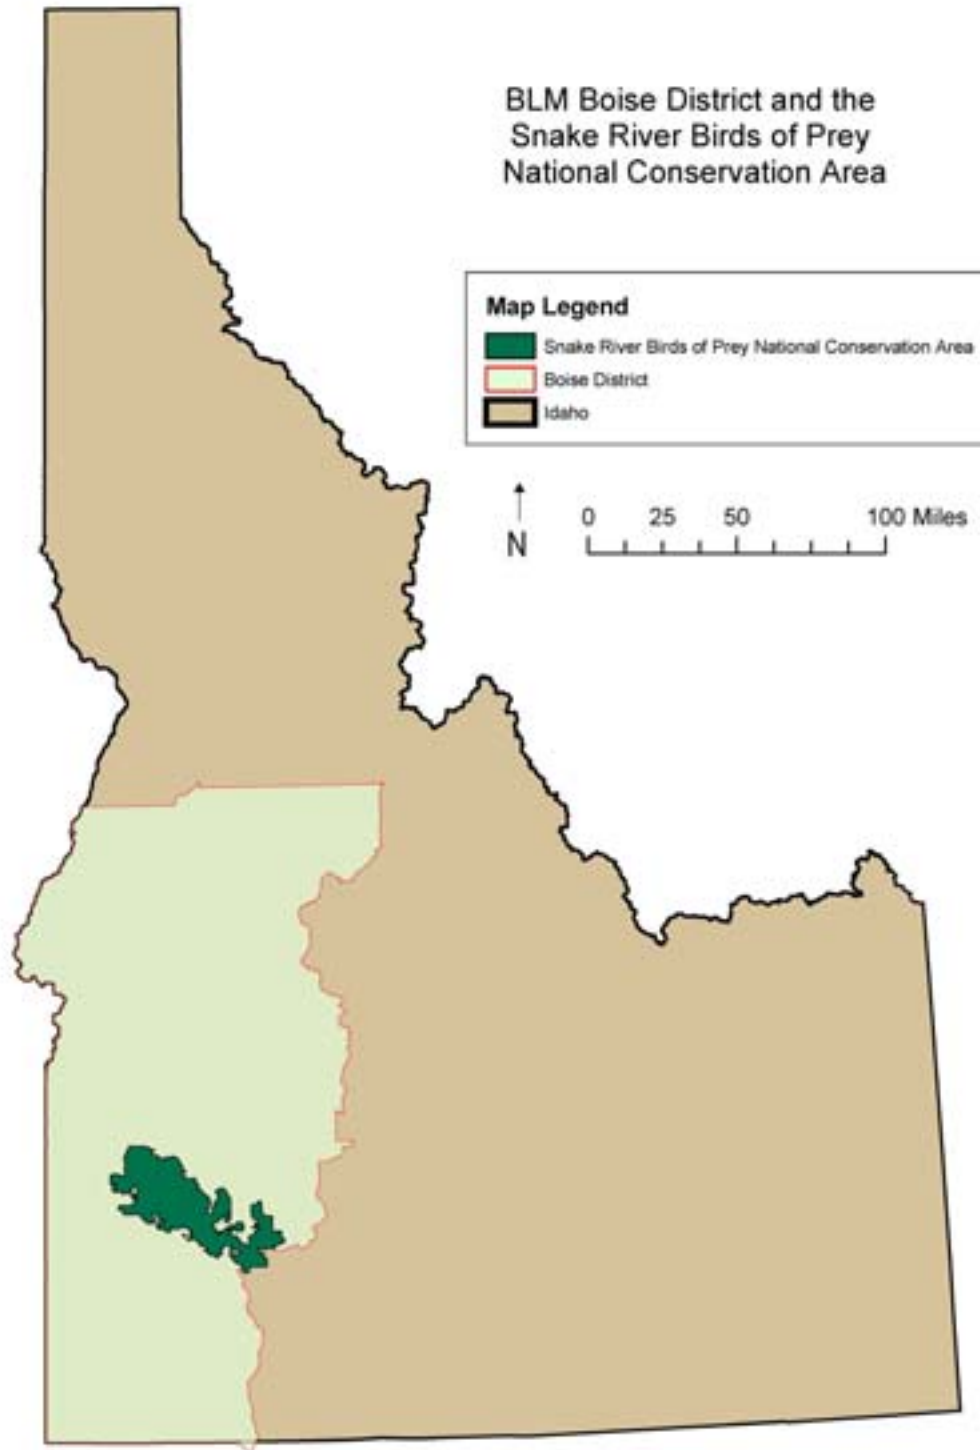 BLM Boise District and the
Snake River Birds of Prey
National Conservation Area
Map Legend
Snake River Birds of Prey National Conservation Area
Boise District
Idaho
N
0 25 50 100 Miles